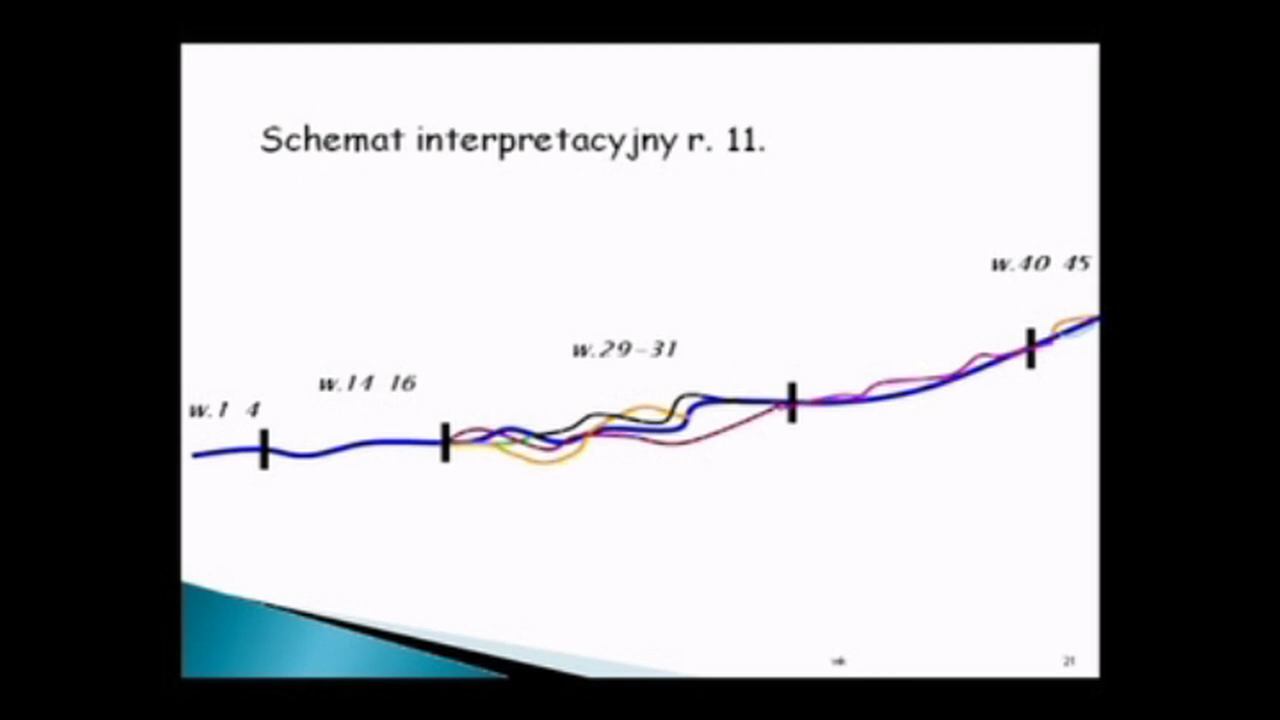 Schemat interpretacyjny r. 11.
w.40 45
w.29-31
w.14 16
w.1 4
21